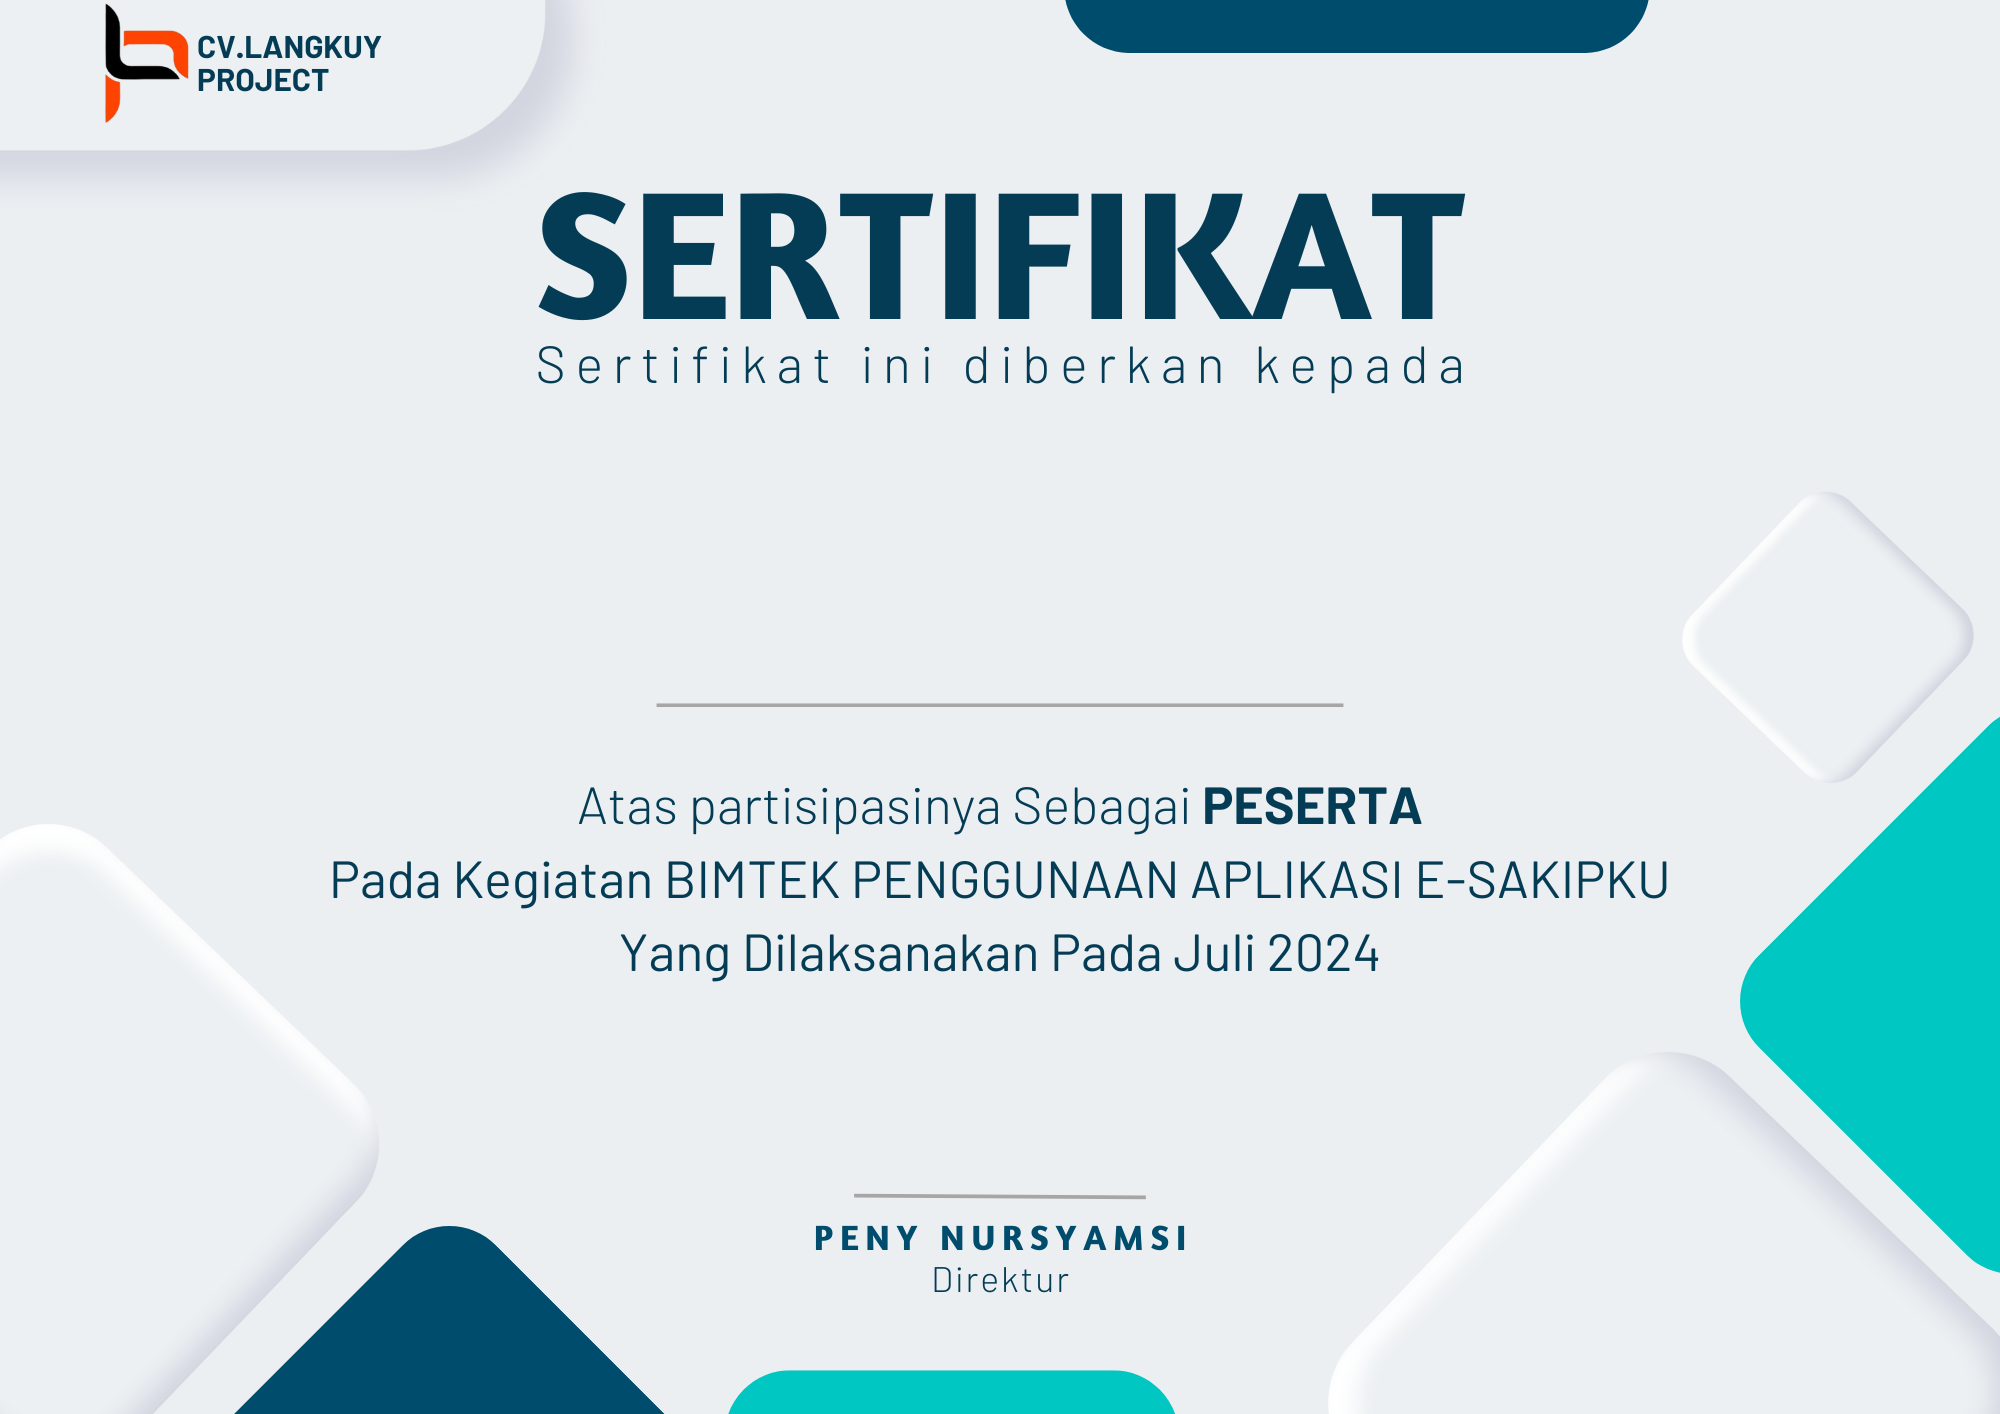 CV.LANGKUY
PROJECT
SERTIFIKAT
Sertifikat ini diberkan kepada
Atas partisipasinya Sebagai PESERTA
Pada Kegiatan BIMTEK PENGGUNAAN APLIKASI E-SAKIPKU
Yang Dilaksanakan Pada Juli 2024
PENY NURSYAMSI
Direktur